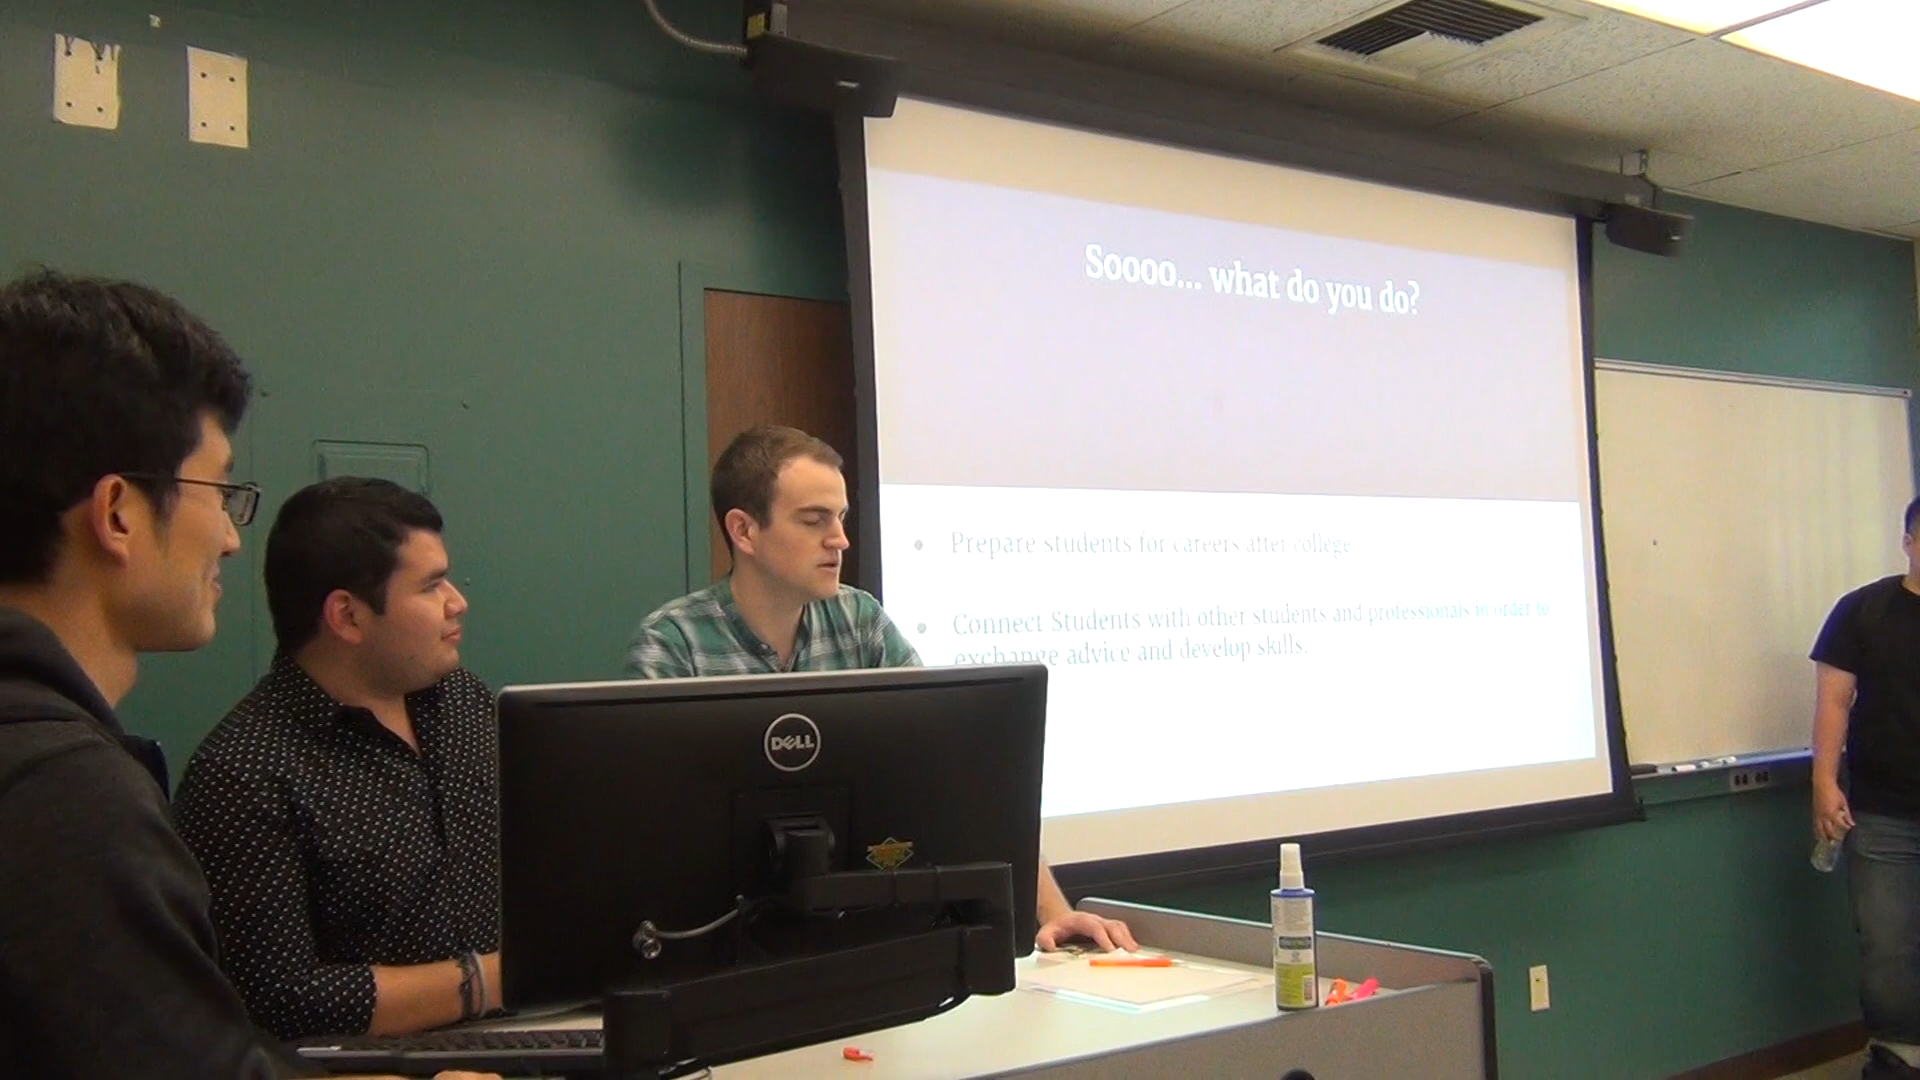 Soooo... what do you do?
Prepare students for careers after college
Connect Students with other students and professionals in order to
exchange advice and develop skills.
DELL